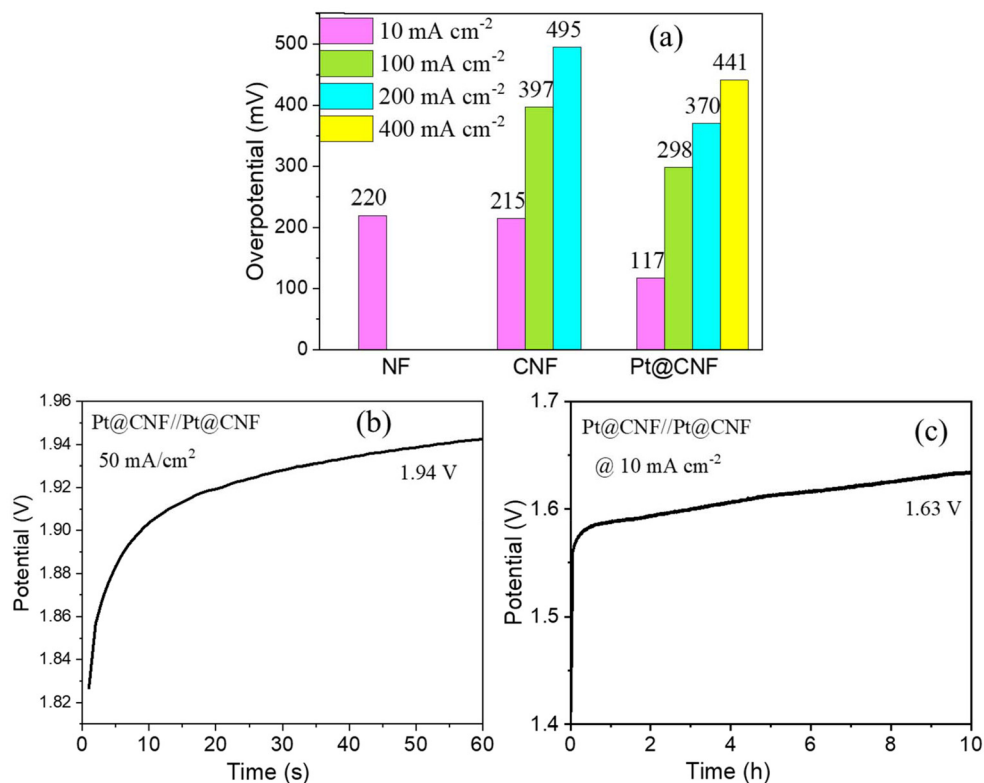 (a)
10 mA cm⁻²
100 mA cm⁻²
200 mA cm⁻²
400 mA cm⁻²
Overpotential (mV)
500
400
300
200
100
0
220
215
397
495
117
298
370
441
NF CNF Pt@CNF
(b)
Pt@CNF//Pt@CNF
50 mA/cm²
1.94 V
Potential (V)
1.96
1.94
1.92
1.90
1.88
1.86
1.84
1.82
0 10 20 30 40 50 60
Time (s)
(c)
Pt@CNF//Pt@CNF
@ 10 mA cm⁻²
1.63 V
Potential (V)
1.7
1.6
1.5
1.4
0 2 4 6 8 10
Time (h)